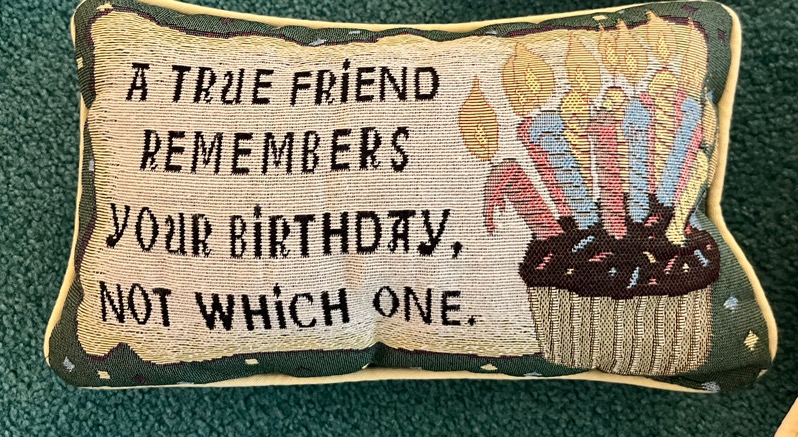 A TRUE FRiEND
REMEMBERS
YOUR BiRTHDAY,
NOT WHiCH ONE.